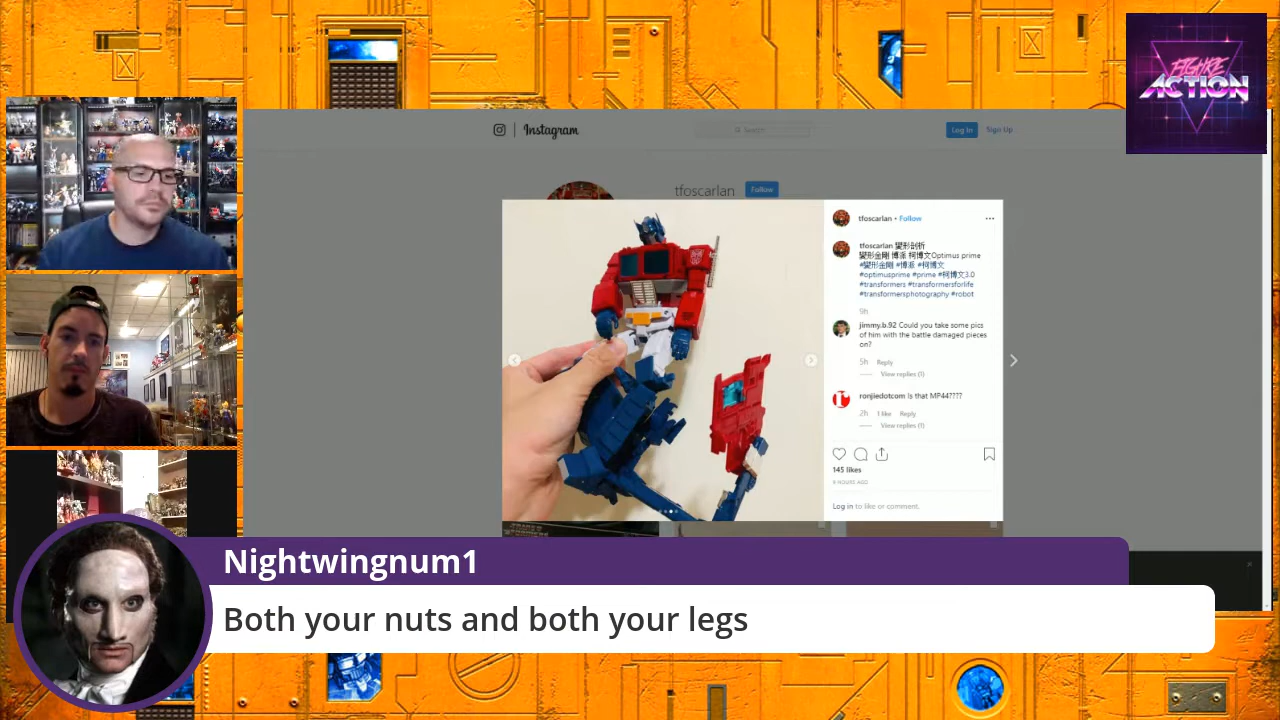 FIGURE
ACTION
Instagram
Search
Log In
Sign Up
tfoscarlan
Follow
tfoscarlan • Follow
tfoscarlan 變形剖析
變形金剛 博派 柯博文Optimus prime
#變形金剛 #博派 #柯博文
#optimusprime #prime #柯博文3.0
#transformers #transformersforlife
#transformersphotography #robot
9h
jimmy.b.92 Could you take some pics
of him with the battle damaged pieces
on?
5h Reply
View replies (1)
ronjiedotcom Is that MP44????
2h 1 like Reply
View replies (1)
145 likes
9 HOURS AGO
Log in to like or comment.
Nightwingnum1
Both your nuts and both your legs